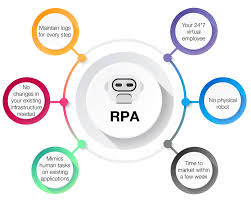 Maintain logs
for every step
Your 24*7
virtual
employee
No
changes in
your existing
infrastructure
needed
No physical
robot
RPA
Mimics
human tasks
on existing
applications
Time to
market within
a few week